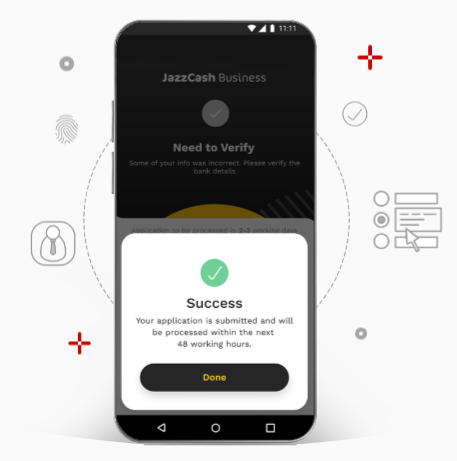 11:11
JazzCash Business
Need to Verify
Some of your info was incorrect. Please verify the
bank details
Application to be processed in 2-3 working days
Success
Your application is submitted and will
be processed within the next
48 working hours.
Done